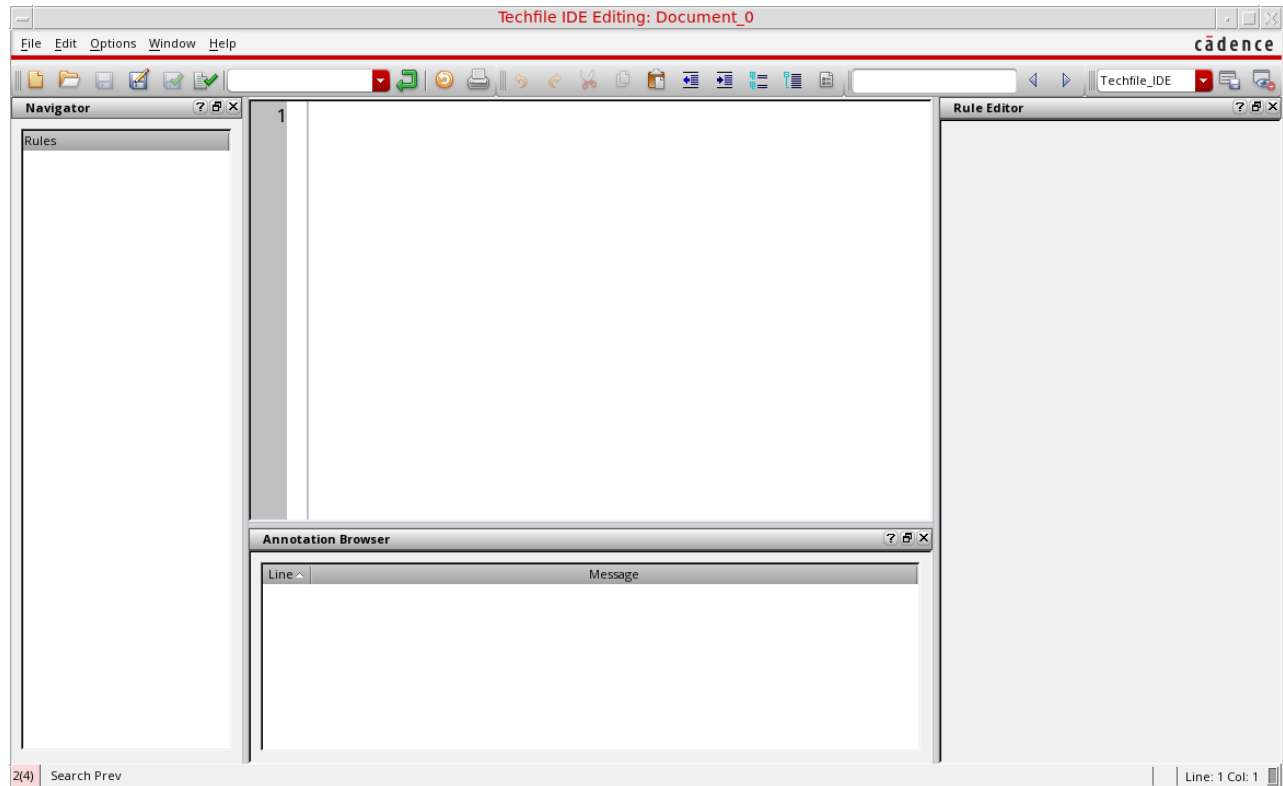 Techfile IDE Editing: Document_0
File Edit Options Window Help
cādence
Techfile_IDE
Navigator
Rules
1
Rule Editor
Annotation Browser
Line Message
2(4) Search Prev
Line: 1 Col: 1